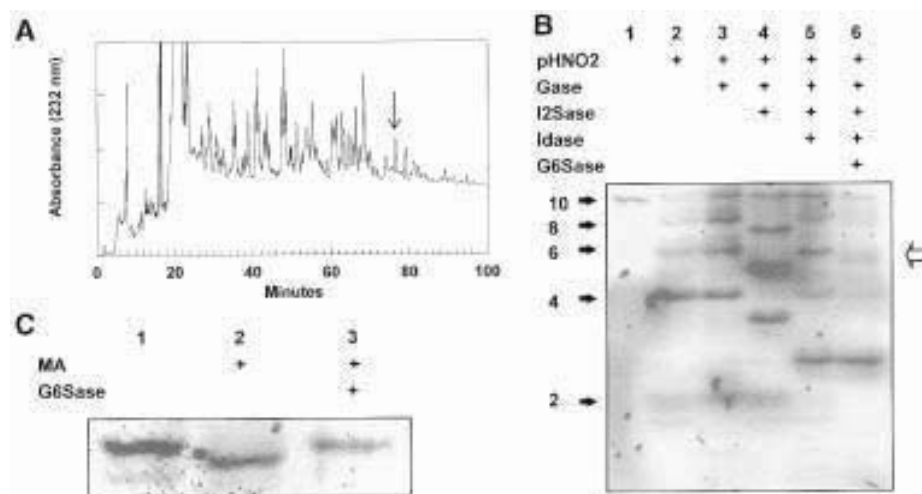 A
Absorbance (232 nm)
0 20 40 60 80 100
Minutes
B
1 2 3 4 5 6
pHNO2 + + + + +
Gase + + + +
I2Sase + + +
Idase + +
G6Sase +
10
8
6
4
2
C
1 2 3
MA + +
G6Sase +